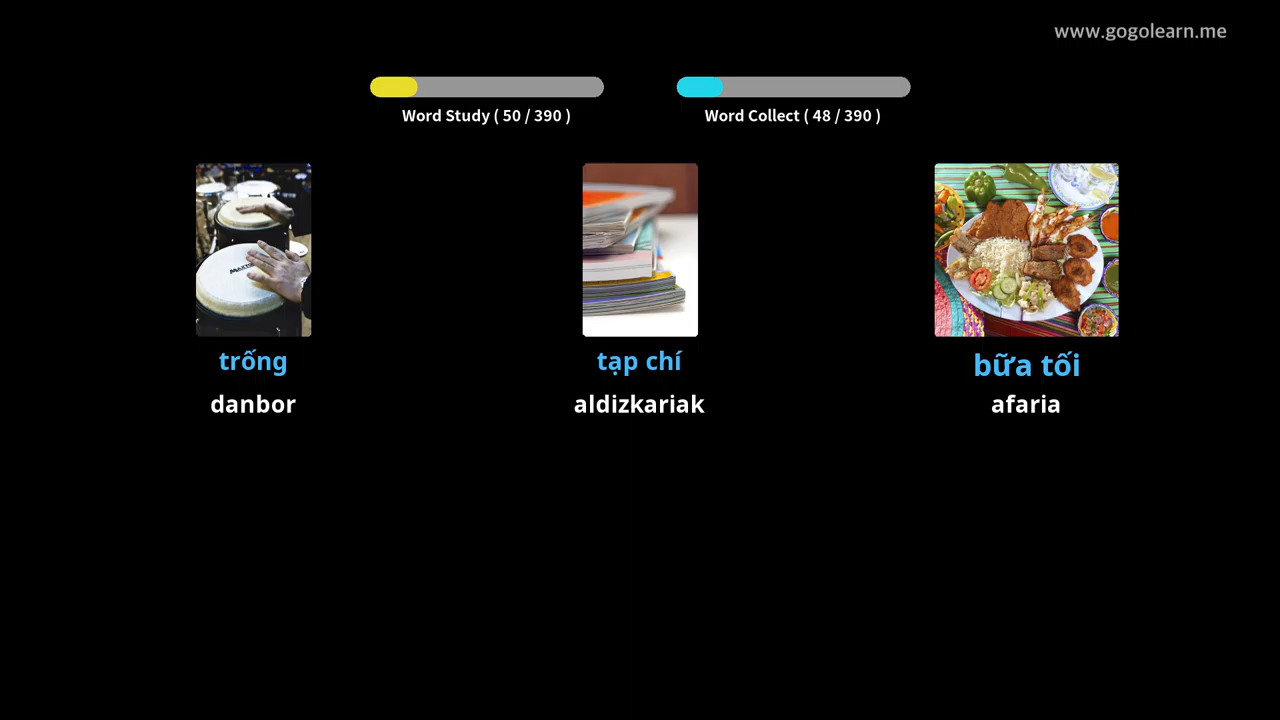 www.gogolearn.me
Word Study ( 50 / 390 )
Word Collect ( 48 / 390 )
trống
tạp chí
bữa tối
danbor
aldizkariak
afaria